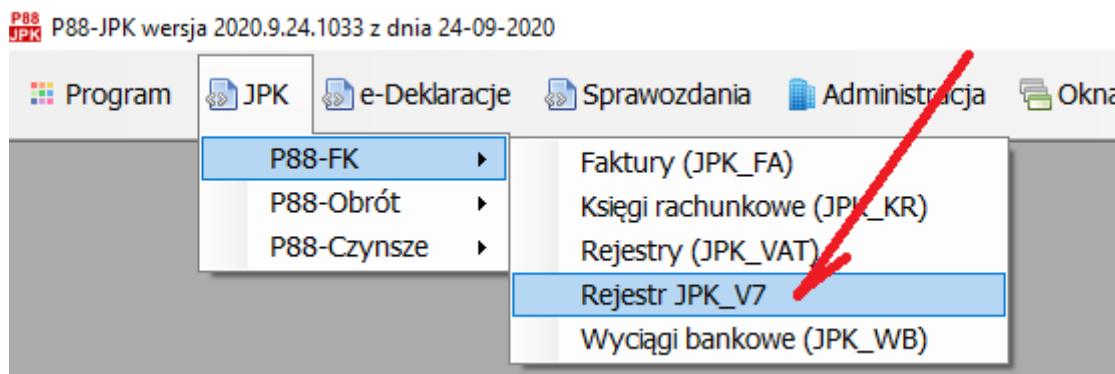 P88 JPK P88-JPK wersja 2020.9.24.1033 z dnia 24-09-2020
Program JPK e-Deklaracje Sprawozdania Administracja Okna
P88-FK
P88-Obrót
P88-Czynsze
Faktury (JPK_FA)
Księgi rachunkowe (JPK_KR)
Rejestry (JPK_VAT)
Rejestr JPK_V7
Wyciągi bankowe (JPK_WB)